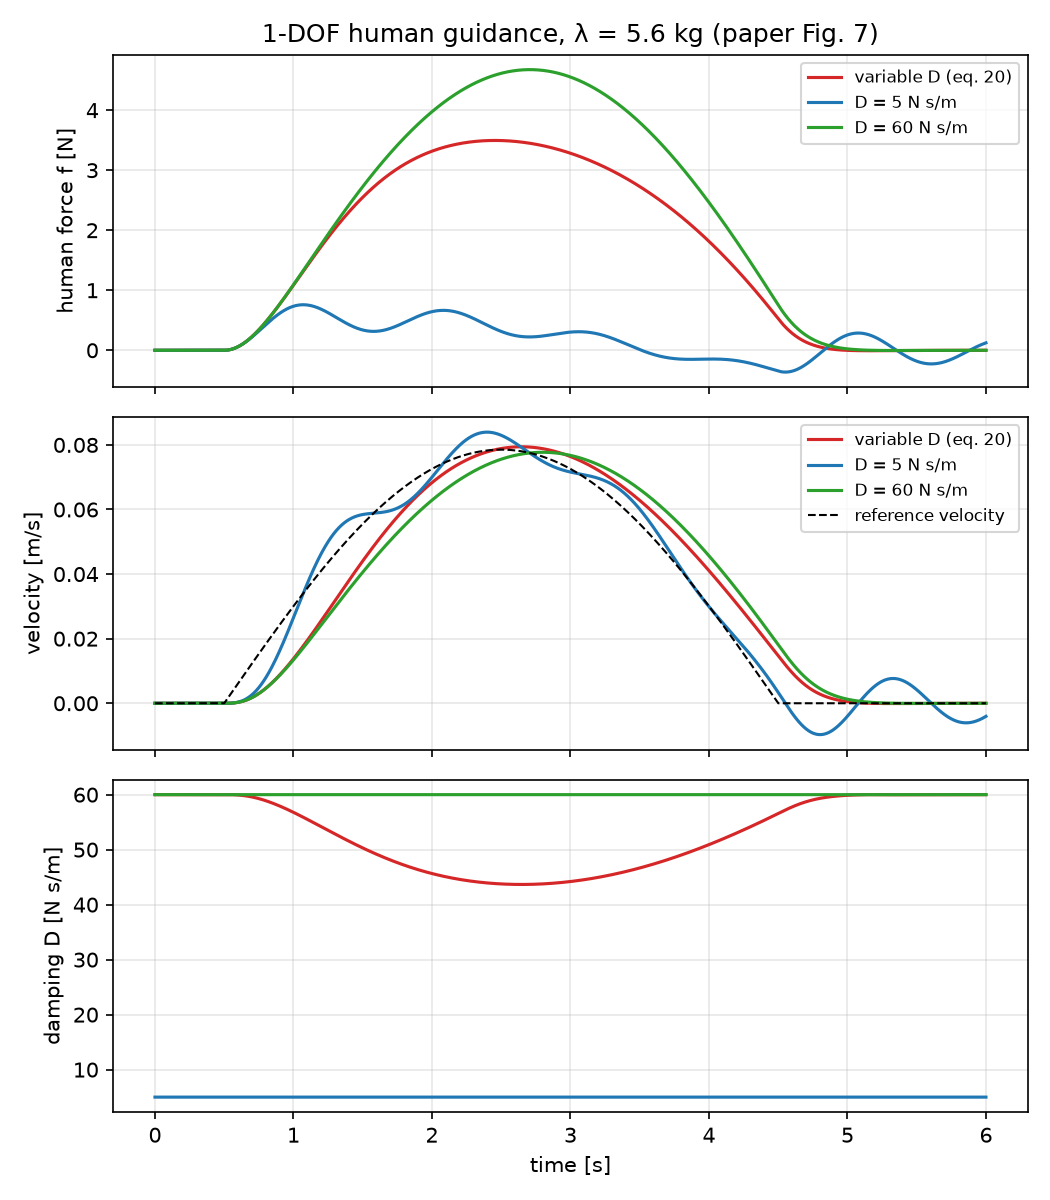 1-DOF human guidance, λ = 5.6 kg (paper Fig. 7)
human force f [N]
4
3
2
1
0
variable D (eq. 20)
D = 5 N s/m
D = 60 N s/m
velocity [m/s]
0.08
0.06
0.04
0.02
0.00
variable D (eq. 20)
D = 5 N s/m
D = 60 N s/m
reference velocity
damping D [N s/m]
60
50
40
30
20
10
0 1 2 3 4 5 6
time [s]